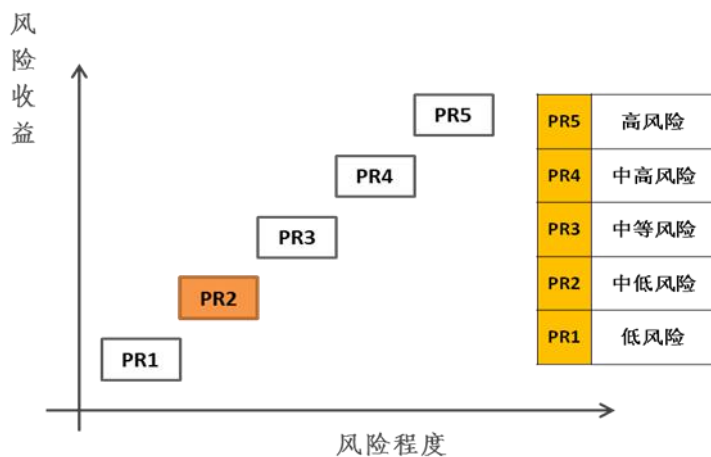 风险收益
PR5
PR4
PR3
PR2
PR1
风险程度
PR5 高风险
PR4 中高风险
PR3 中等风险
PR2 中低风险
PR1 低风险